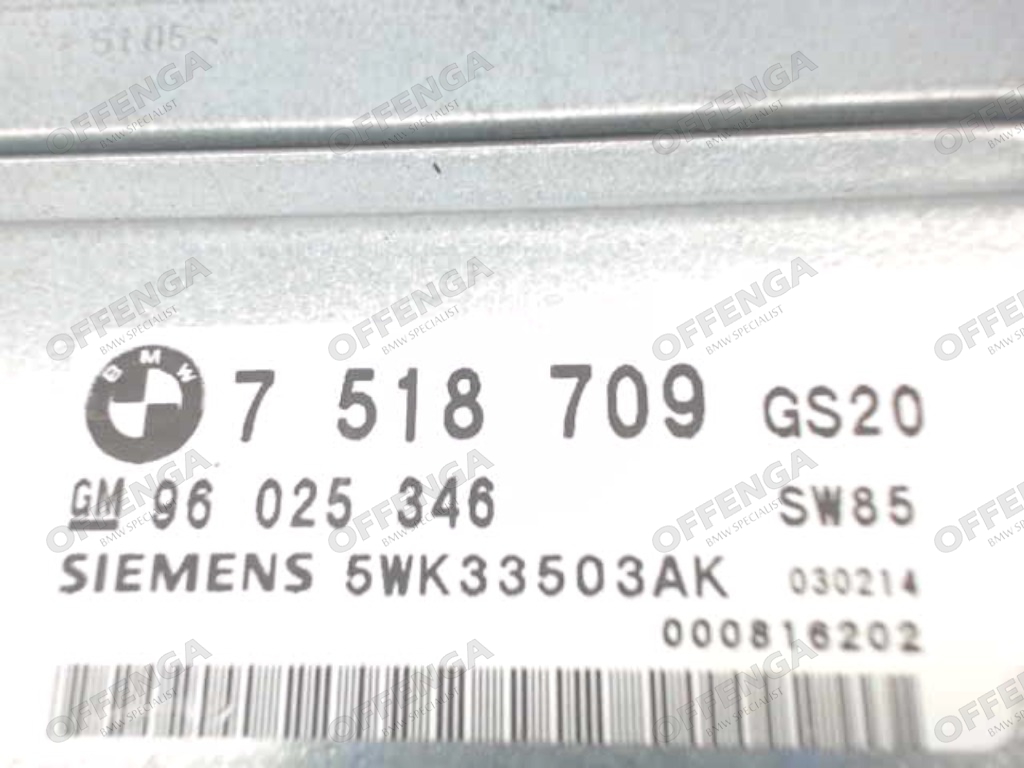 > 5105 <
BMW 7 518 709 GS20
GM 96 025 346 SW85
SIEMENS 5WK33503AK 030214
000816202
OFFENGA
BMW SPECIALIST